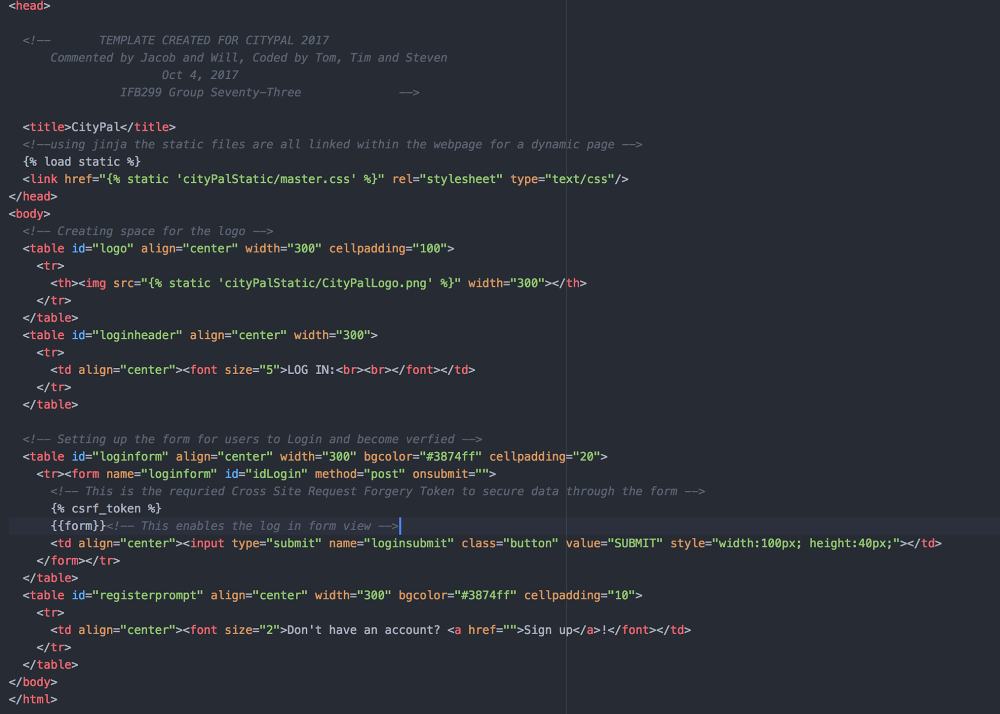 <head>
<!-- TEMPLATE CREATED FOR CITYPAL 2017
Commented by Jacob and Will, Coded by Tom, Tim and Steven
Oct 4, 2017
IFB299 Group Seventy-Three -->
<title>CityPal</title>
<!--using jinja the static files are all linked within the webpage for a dynamic page -->
{% load static %}
<link href="{% static 'cityPalStatic/master.css' %}" rel="stylesheet" type="text/css"/>
</head>
<body>
<!-- Creating space for the logo -->
<table id="logo" align="center" width="300" cellpadding="100">
<tr>
<th><img src="{% static 'cityPalStatic/CityPalLogo.png' %}" width="300"></th>
</tr>
</table>
<table id="loginheader" align="center" width="300">
<tr>
<td align="center"><font size="5">LOG IN:<br><br></font></td>
</tr>
</table>
<!-- Setting up the form for users to Login and become verfied -->
<table id="loginform" align="center" width="300" bgcolor="#3874ff" cellpadding="20">
<tr><form name="loginform" id="idLogin" method="post" onsubmit="">
<!-- This is the requried Cross Site Request Forgery Token to secure data through the form -->
{% csrf_token %}
{{form}}<!-- This enables the log in form view -->
<td align="center"><input type="submit" name="loginsubmit" class="button" value="SUBMIT" style="width:100px; height:40px;"></td>
</form></tr>
</table>
<table id="registerprompt" align="center" width="300" bgcolor="#3874ff" cellpadding="10">
<tr>
<td align="center"><font size="2">Don't have an account? <a href="">Sign up</a>!</font></td>
</tr>
</table>
</body>
</html>